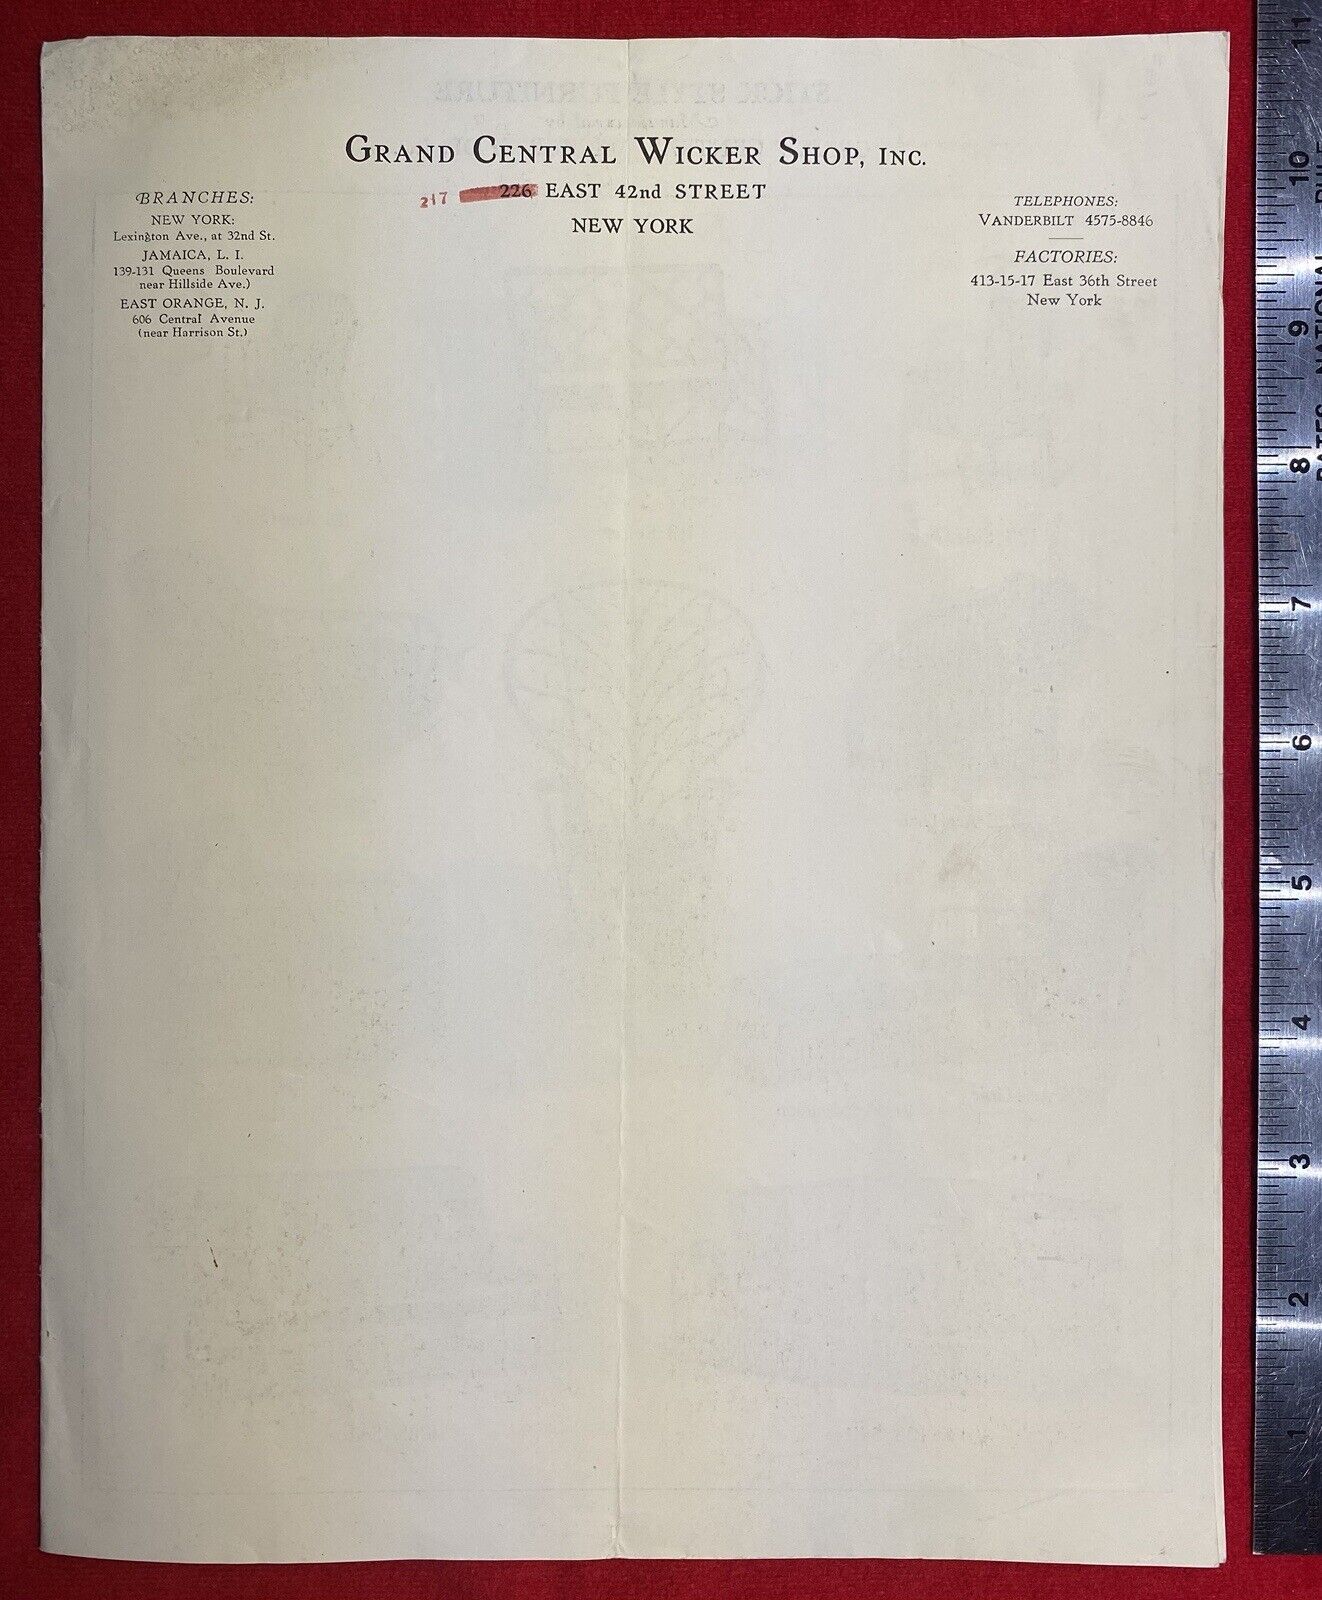 GRAND CENTRAL WICKER SHOP, INC.
217 226 EAST 42nd STREET
NEW YORK
BRANCHES:
NEW YORK:
Lexington Ave., at 32nd St.
JAMAICA, L. I.
139-131 Queens Boulevard
near Hillside Ave.)
EAST ORANGE, N. J.
606 Central Avenue
(near Harrison St.)
TELEPHONES:
VANDERBILT 4575-8846
FACTORIES:
413-15-17 East 36th Street
New York
11
10
9
8
7
6
5
4
3
2
1
NATIONAL